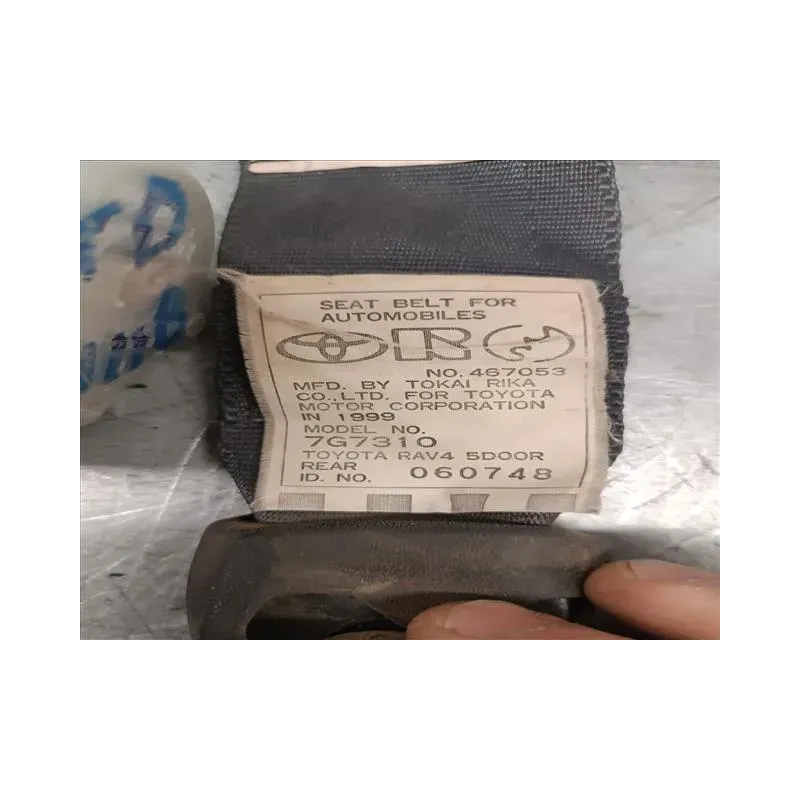 SEAT BELT FOR
AUTOMOBILES
NO. 467053
MFD. BY TOKAI RIKA
CO.,LTD. FOR TOYOTA
MOTOR CORPORATION
IN 1999
MODEL NO.
7G7310
TOYOTA RAV4 5DOOR
REAR
ID. NO. 060748